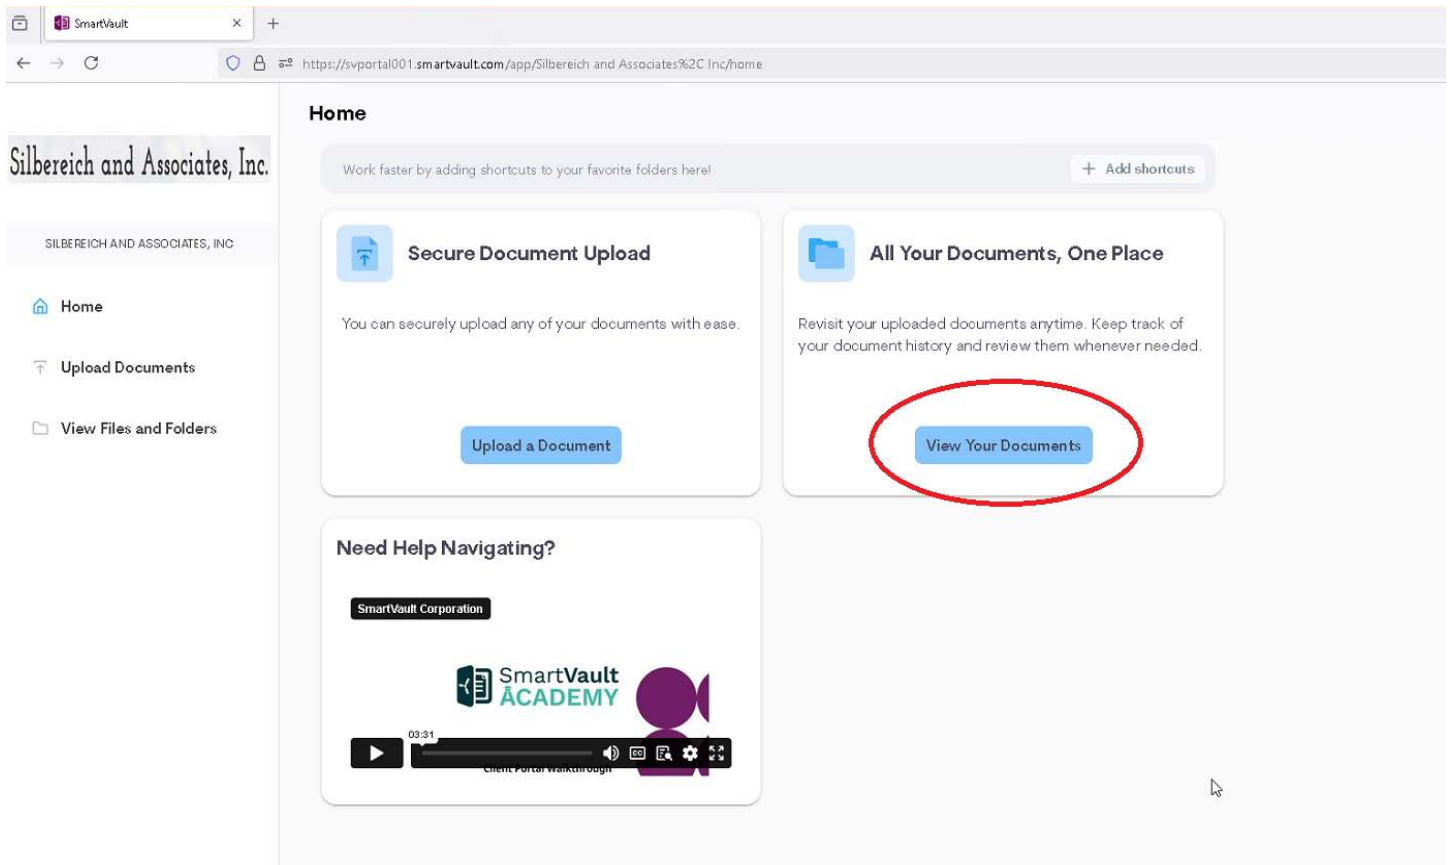 SmartVault
https://svportal001.smartvault.com/app/Silbereich and Associates%2C Inc/home
Silbereich and Associates, Inc.
SILBEREICH AND ASSOCIATES, INC
Home
Upload Documents
View Files and Folders
Home
Work faster by adding shortcuts to your favorite folders here!
+ Add shortcuts
Secure Document Upload
You can securely upload any of your documents with ease.
Upload a Document
All Your Documents, One Place
Revisit your uploaded documents anytime. Keep track of
your document history and review them whenever needed.
View Your Documents
Need Help Navigating?
SmartVault Corporation
SmartVault
ACADEMY
03:31
CC
Client Portal Walkthrough